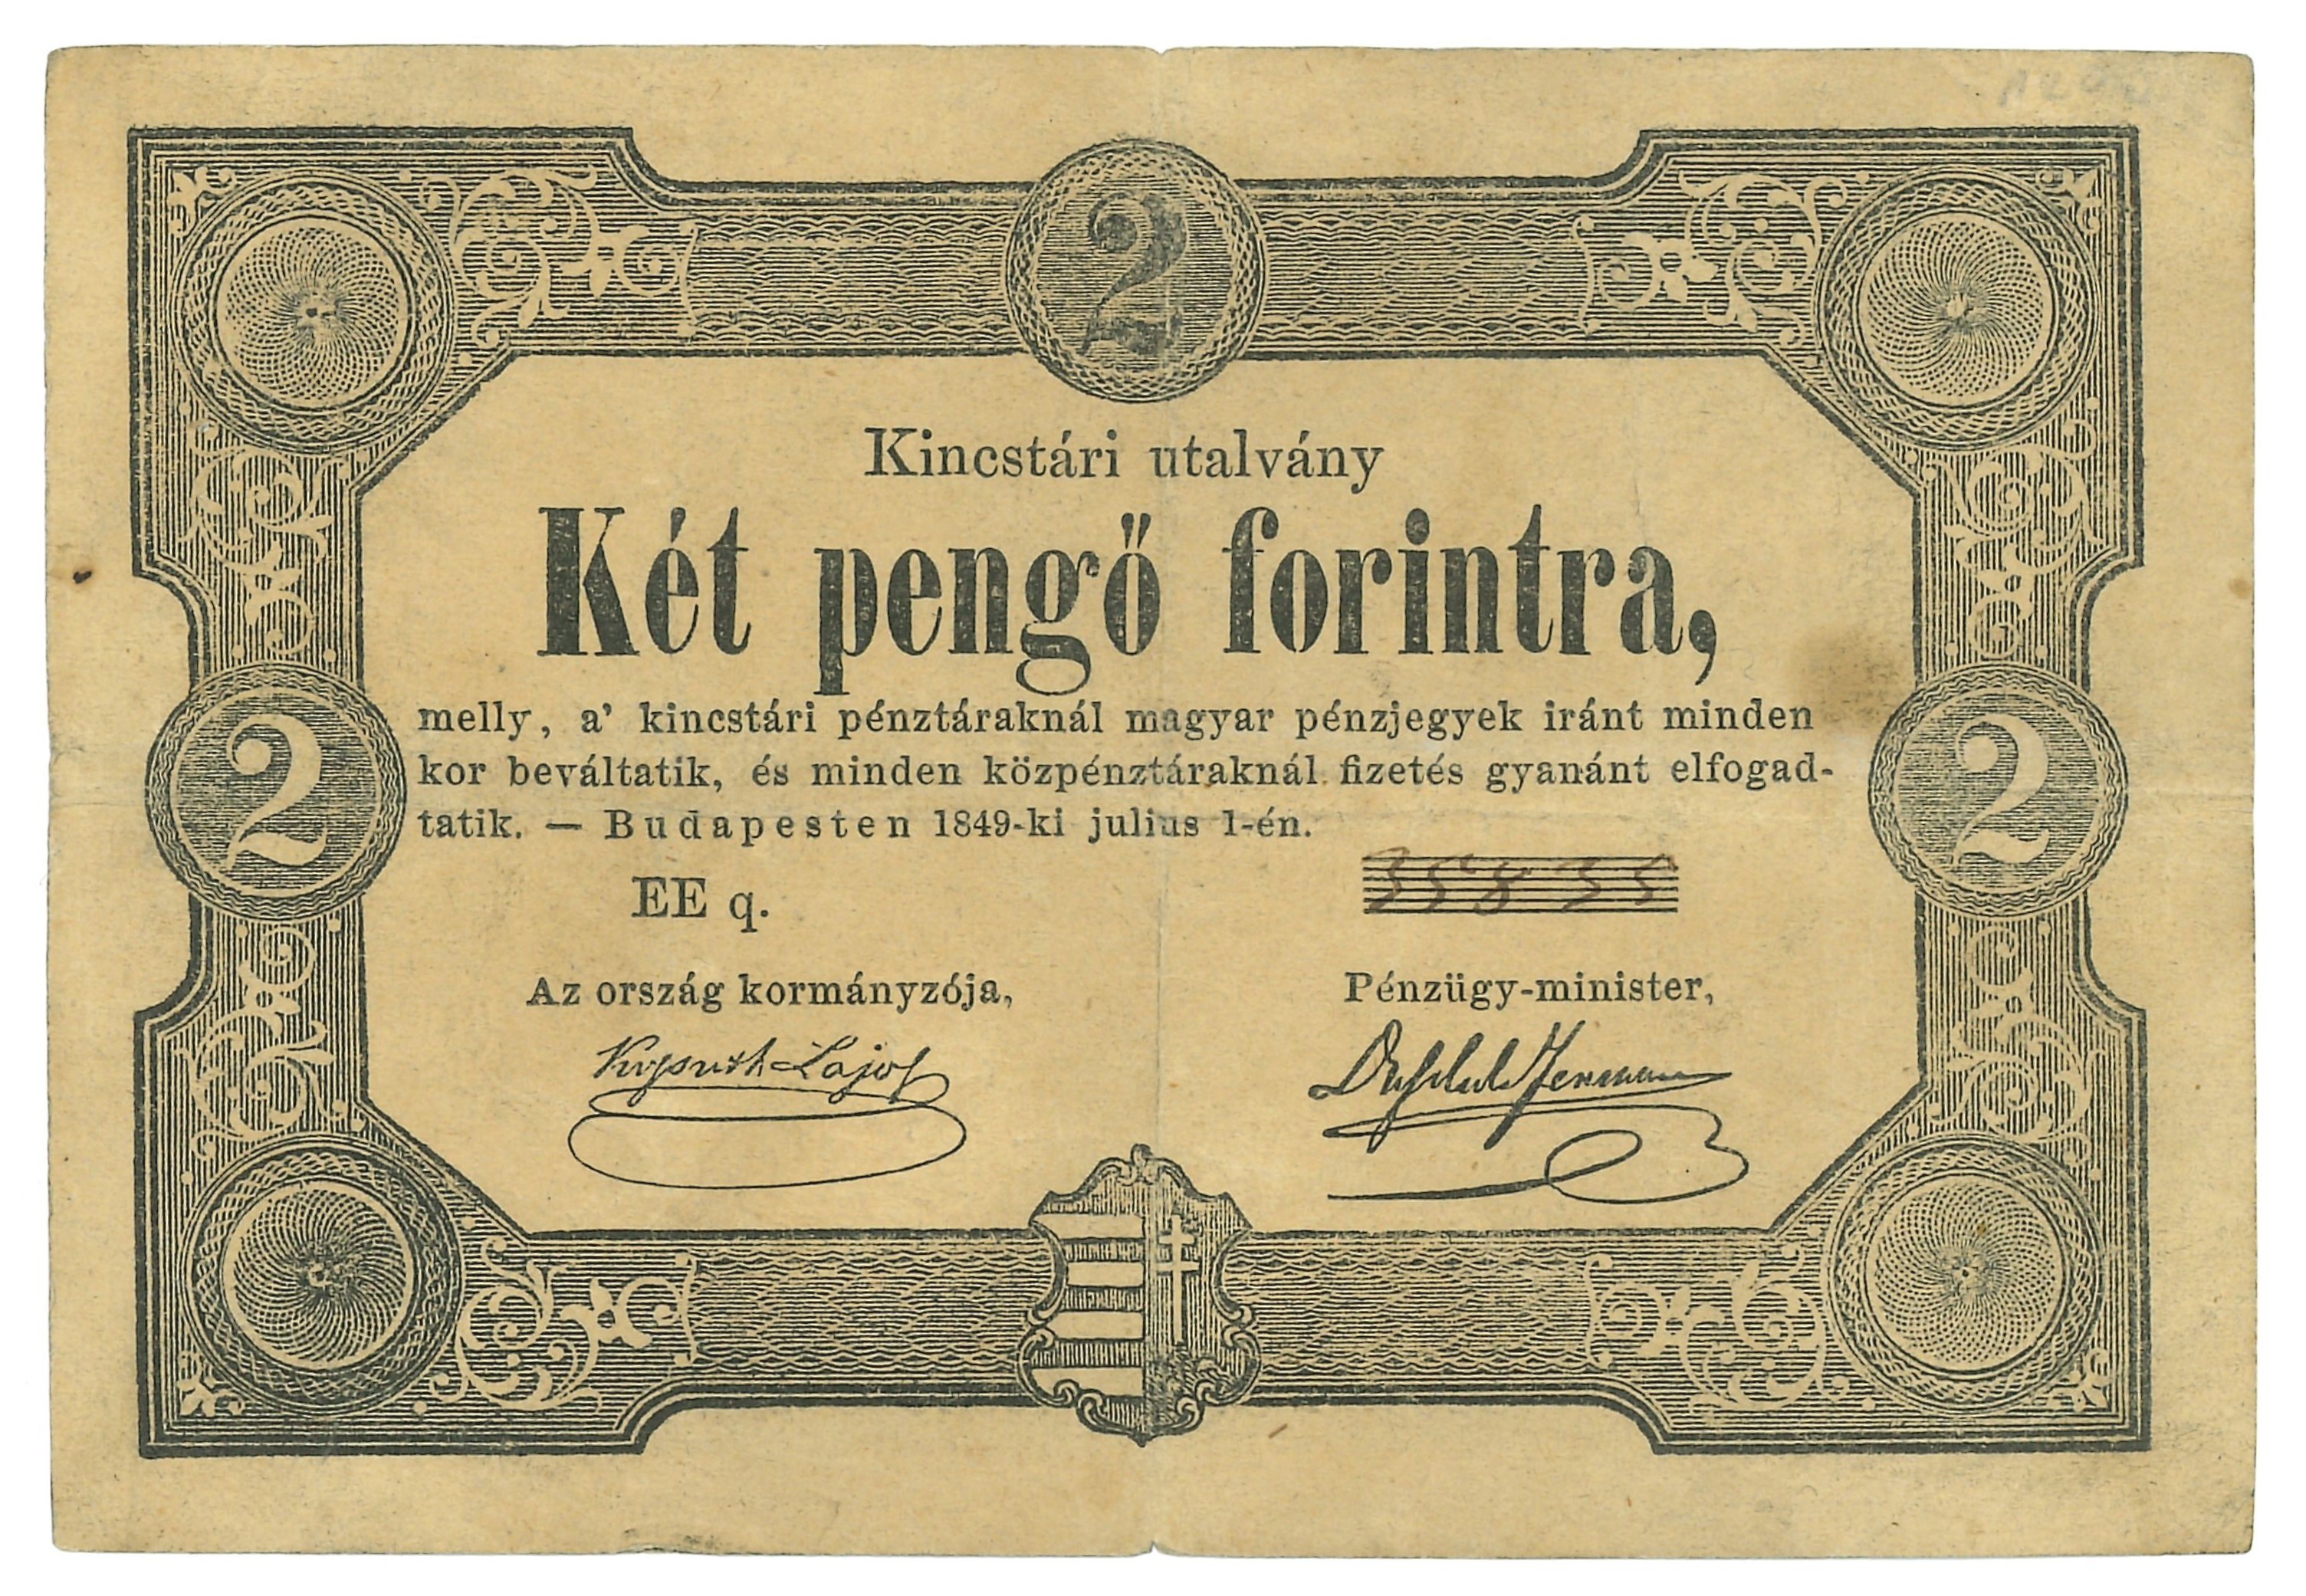 2
Kincstári utalvány
Két pengő forintra,
melly, a' kincstári pénztáraknál magyar pénzjegyek iránt minden
kor beváltatik, és minden közpénztáraknál fizetés gyanánt elfogad-
tatik. — Budapesten 1849-ki julius 1-én.
2
2
EE q.
35835
Az ország kormányzója,
Pénzügy-minister,
Kossuth Lajos